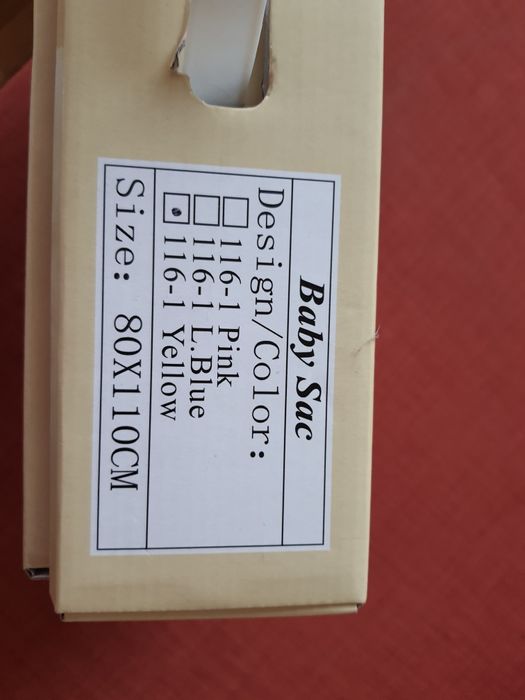 Baby Sac
Design/Color:
116-1 Pink
116-1 L.Blue
116-1 Yellow
Size: 80X110CM